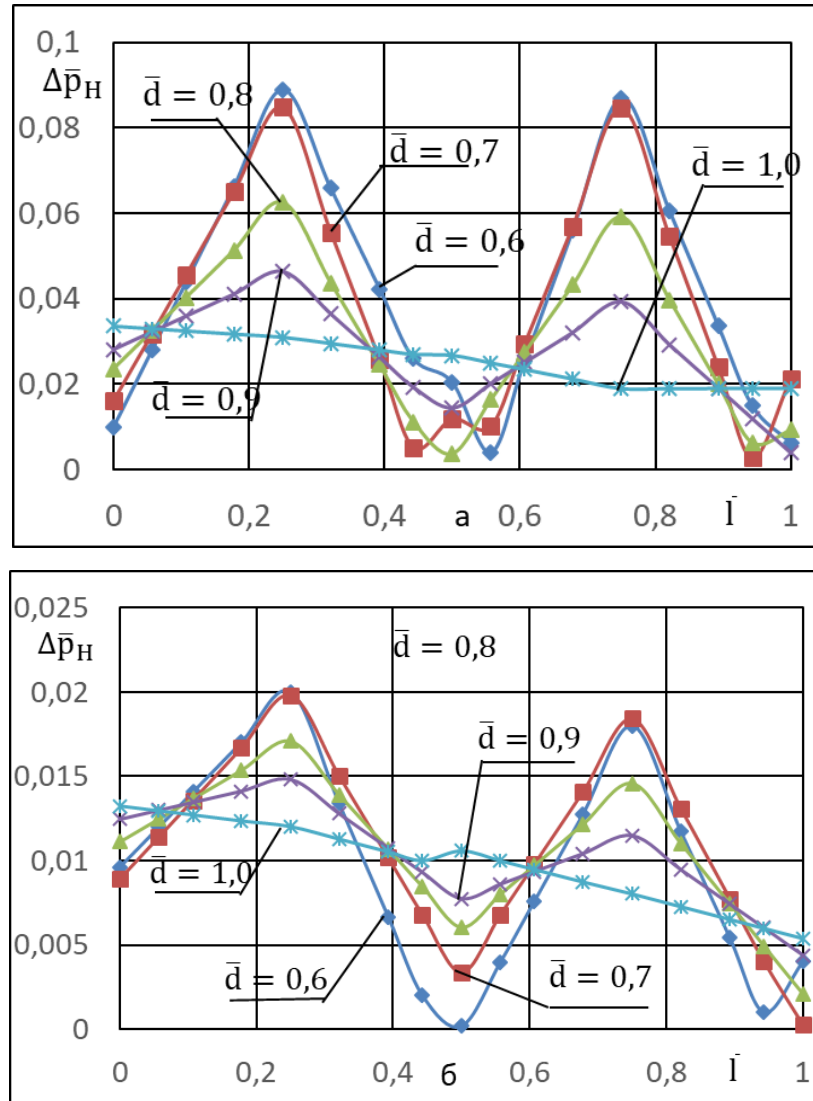 0,1
Δp̄_H
d̄ = 0,8
0,08
d̄ = 0,7
d̄ = 1,0
0,06
d̄ = 0,6
0,04
0,02
d̄ = 0,9
0
0 0,2 а 0,4 0,6 0,8 l̄ 1
0,025
Δp̄_H
d̄ = 0,8
0,02
d̄ = 0,9
0,015
0,01
d̄ = 1,0
0,005
d̄ = 0,6
d̄ = 0,7
0
0 0,2 0,4 б 0,6 0,8 l̄ 1